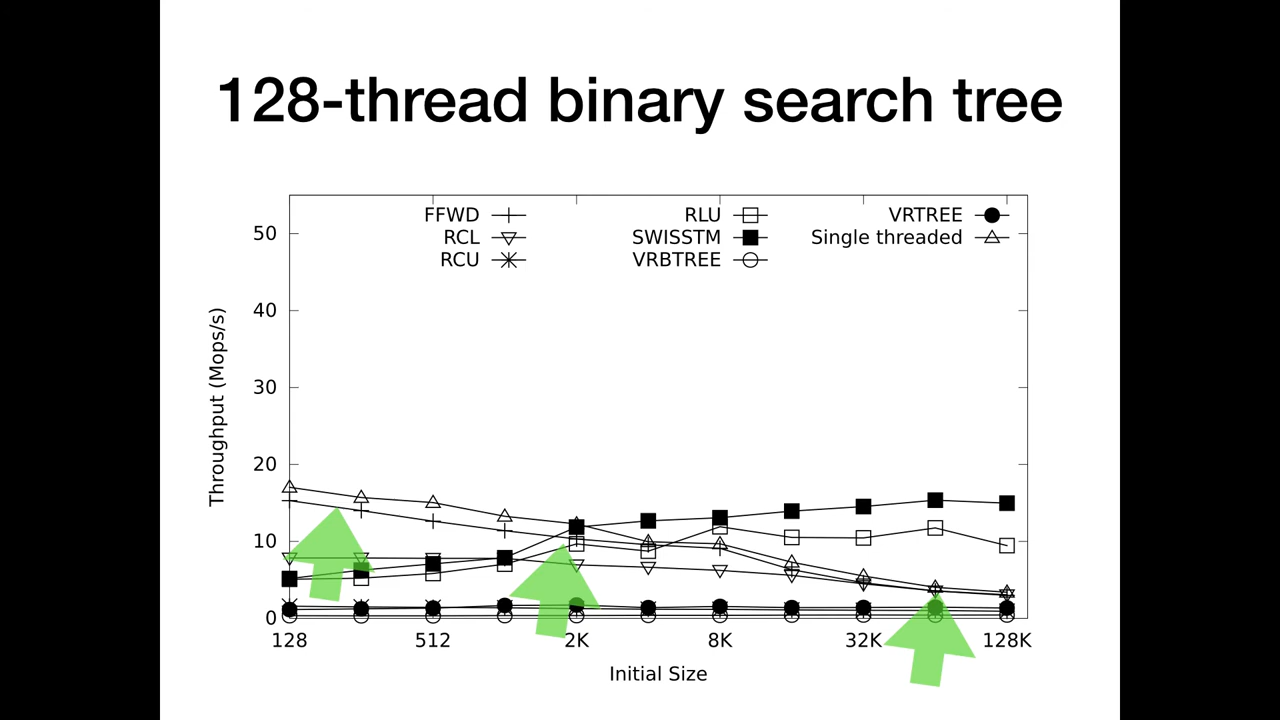 128-thread binary search tree
FFWD
RCL
RCU
RLU
SWISSTM
VRBTREE
VRTREE
Single threaded
50
40
30
20
10
0
Throughput (Mops/s)
128 512 2K 8K 32K 128K
Initial Size